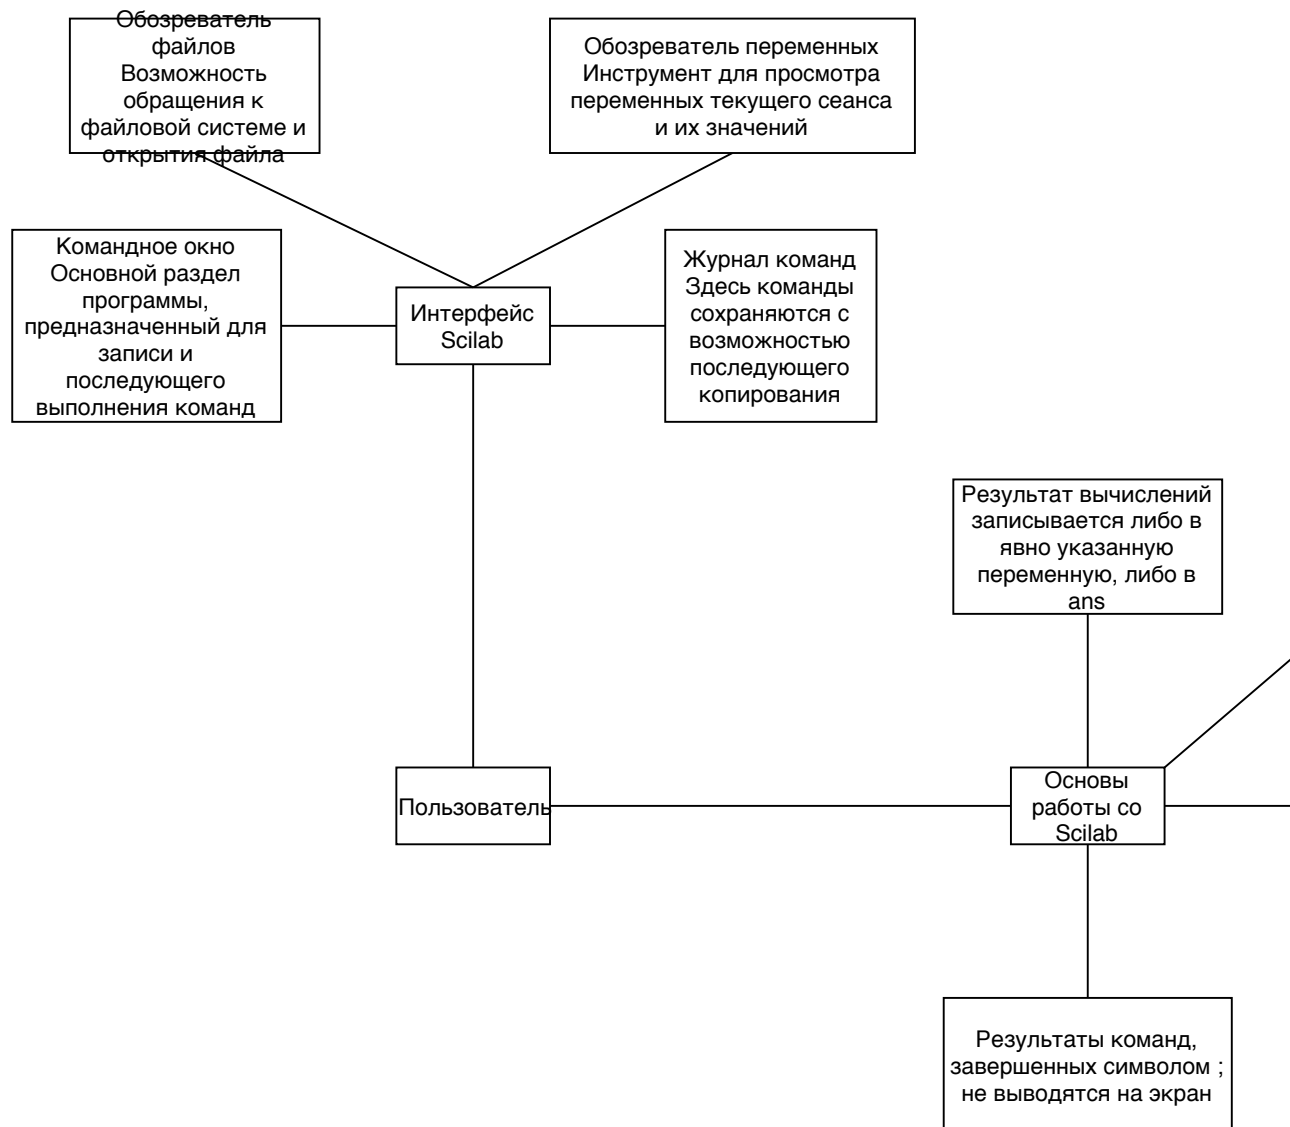 Обозреватель
файлов
Возможность
обращения к
файловой системе и
открытия файла
Обозреватель переменных
Инструмент для просмотра
переменных текущего сеанса
и их значений
Командное окно
Основной раздел
программы,
предназначенный для
записи и
последующего
выполнения команд
Интерфейс
Scilab
Журнал команд
Здесь команды
сохраняются с
возможностью
последующего
копирования
Результат вычислений
записывается либо в
явно указанную
переменную, либо в
ans
Пользователь
Основы
работы со
Scilab
Результаты команд,
завершенных символом ;
не выводятся на экран